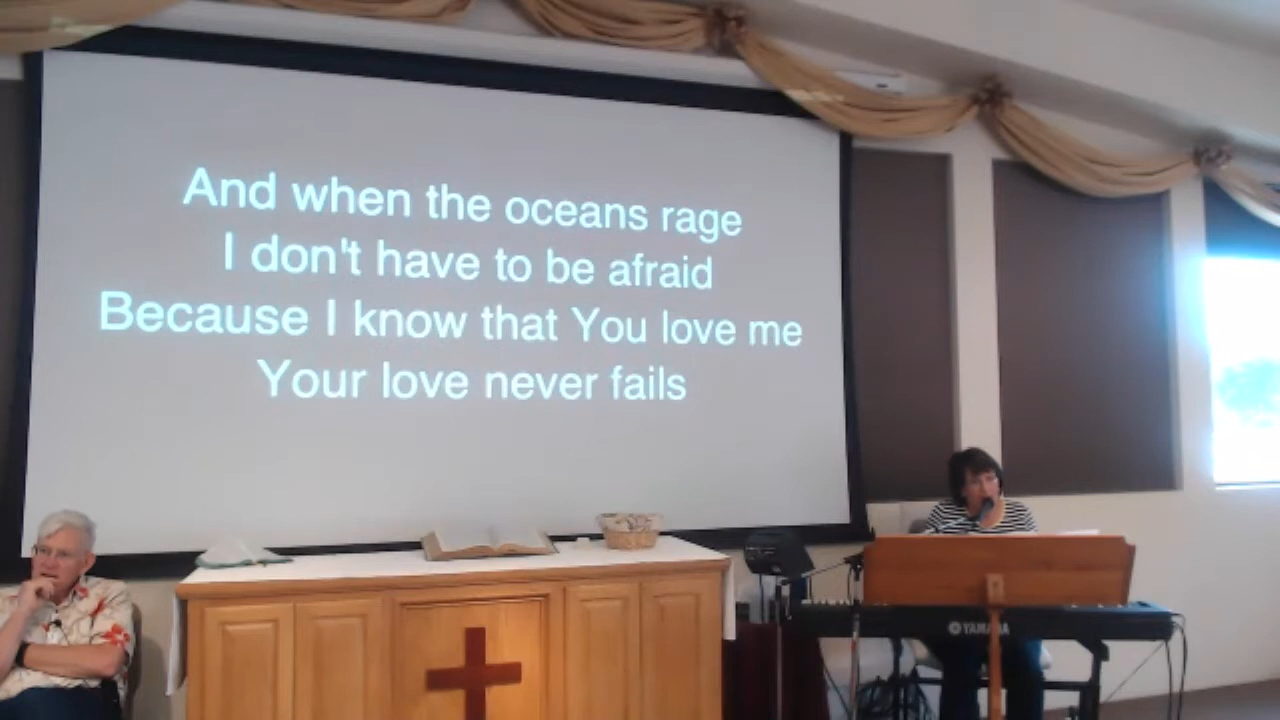 And when the oceans rage
I don't have to be afraid
Because I know that You love me
Your love never fails
YAMAHA